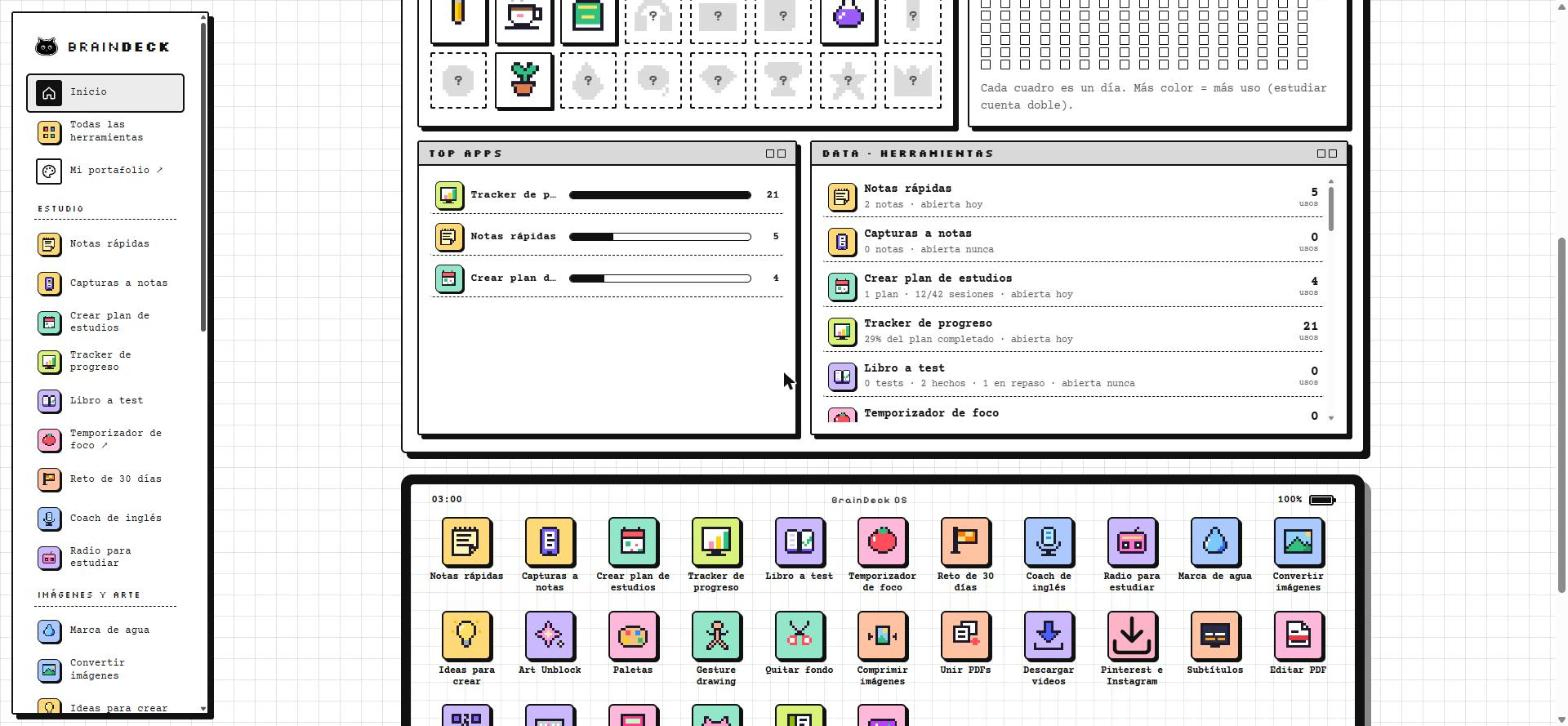 BRAINDECK
Inicio
Todas las
herramientas
Mi portafolio ↗
ESTUDIO
Notas rápidas
Capturas a notas
Crear plan de
estudios
Tracker de
progreso
Libro a test
Temporizador de
foco ↗
Reto de 30 días
Coach de inglés
Radio para
estudiar
IMÁGENES Y ARTE
Marca de agua
Convertir
imágenes
Ideas para crear
? ? ? ?
? ? ? ? ? ? ?
Cada cuadro es un día. Más color = más uso (estudiar
cuenta doble).
TOP APPS
Tracker de p… 21
Notas rápidas 5
Crear plan d… 4
DATA · HERRAMIENTAS
Notas rápidas 5
2 notas · abierta hoy usos
Capturas a notas 0
0 notas · abierta nunca usos
Crear plan de estudios 4
1 plan · 12/42 sesiones · abierta hoy usos
Tracker de progreso 21
29% del plan completado · abierta hoy usos
Libro a test 0
0 tests · 2 hechos · 1 en repaso · abierta nunca usos
Temporizador de foco 0
03:00 BrainDeck OS 100%
Notas rápidas Capturas a notas Crear plan de estudios Tracker de progreso Libro a test Temporizador de foco Reto de 30 días Coach de inglés Radio para estudiar Marca de agua Convertir imágenes
Ideas para crear Art Unblock Paletas Gesture drawing Quitar fondo Comprimir imágenes Unir PDFs Descargar videos Pinterest e Instagram Subtítulos Editar PDF